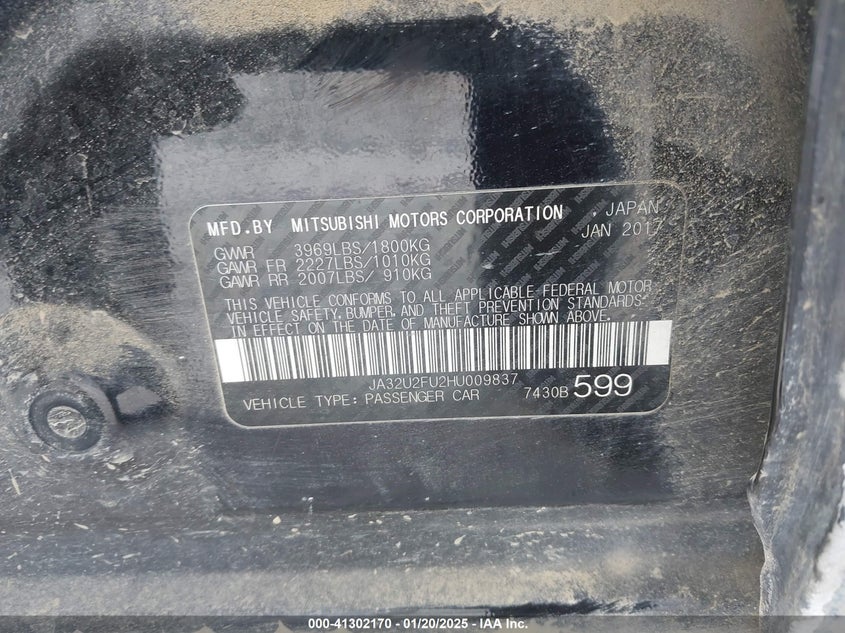 MFD.BY MITSUBISHI MOTORS CORPORATION , JAPAN
JAN 2017
GVWR 3969LBS/1800KG
GAWR FR 2227LBS/1010KG
GAWR RR 2007LBS/ 910KG
THIS VEHICLE CONFORMS TO ALL APPLICABLE FEDERAL MOTOR
VEHICLE SAFETY, BUMPER, AND THEFT PREVENTION STANDARDS
IN EFFECT ON THE DATE OF MANUFACTURE SHOWN ABOVE.
JA32U2FU2HU009837
VEHICLE TYPE: PASSENGER CAR 7430B 599
000-41302170 - 01/20/2025 - IAA Inc.